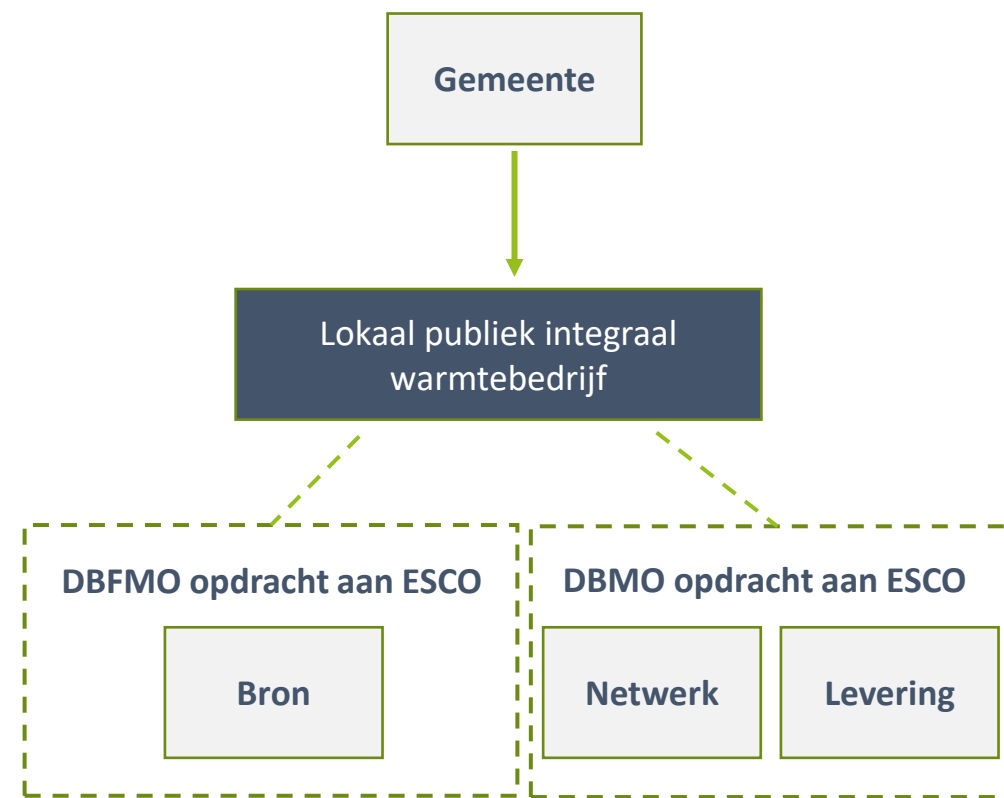 Gemeente
Lokaal publiek integraal
warmtebedrijf
DBFMO opdracht aan ESCO
Bron
DBMO opdracht aan ESCO
Netwerk
Levering